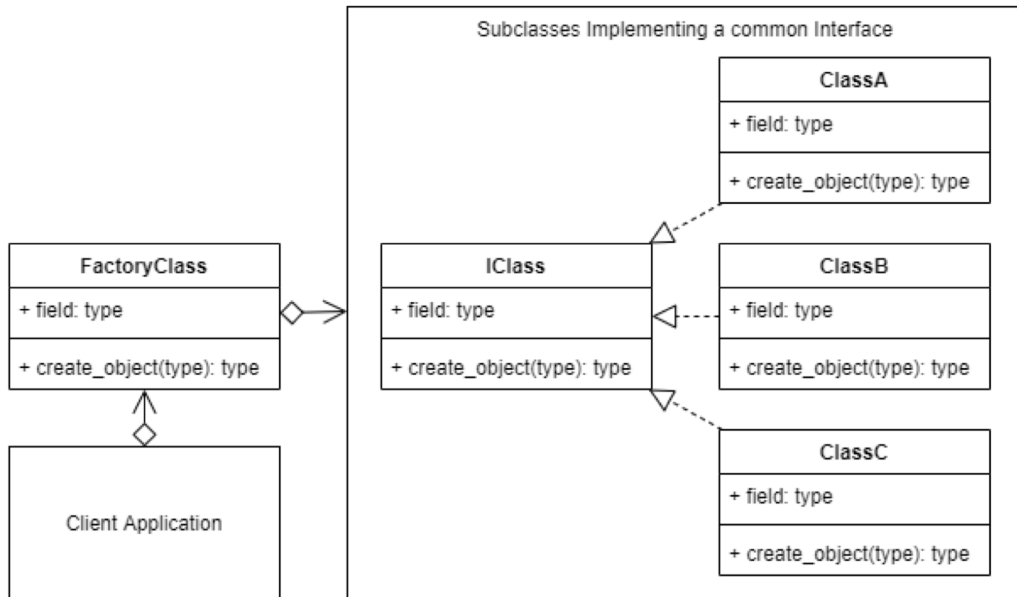 Subclasses Implementing a common Interface
ClassA
+ field: type
+ create_object(type): type
FactoryClass
+ field: type
+ create_object(type): type
IClass
+ field: type
+ create_object(type): type
ClassB
+ field: type
+ create_object(type): type
ClassC
+ field: type
+ create_object(type): type
Client Application